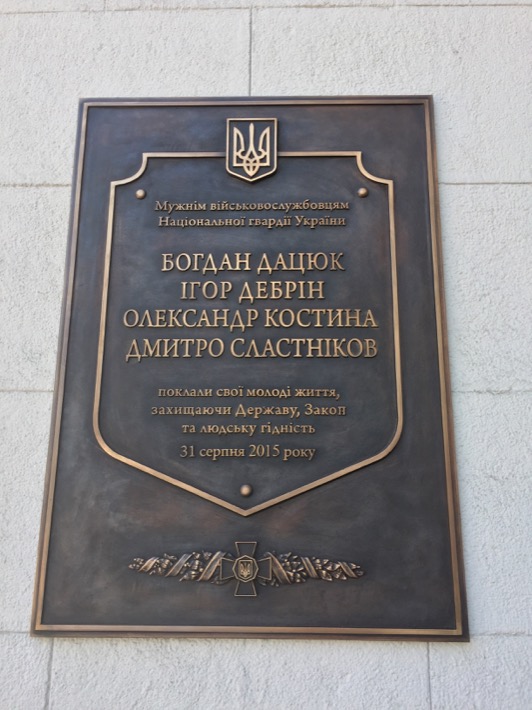 Мужнім військовослужбовцям
Національної гвардії України
БОГДАН ДАЦЮК
ІГОР ДЕБРІН
ОЛЕКСАНДР КОСТИНА
ДМИТРО СЛАСТНІКОВ
поклали свої молоді життя,
захищаючи Державу, Закон
та людську гідність
31 серпня 2015 року